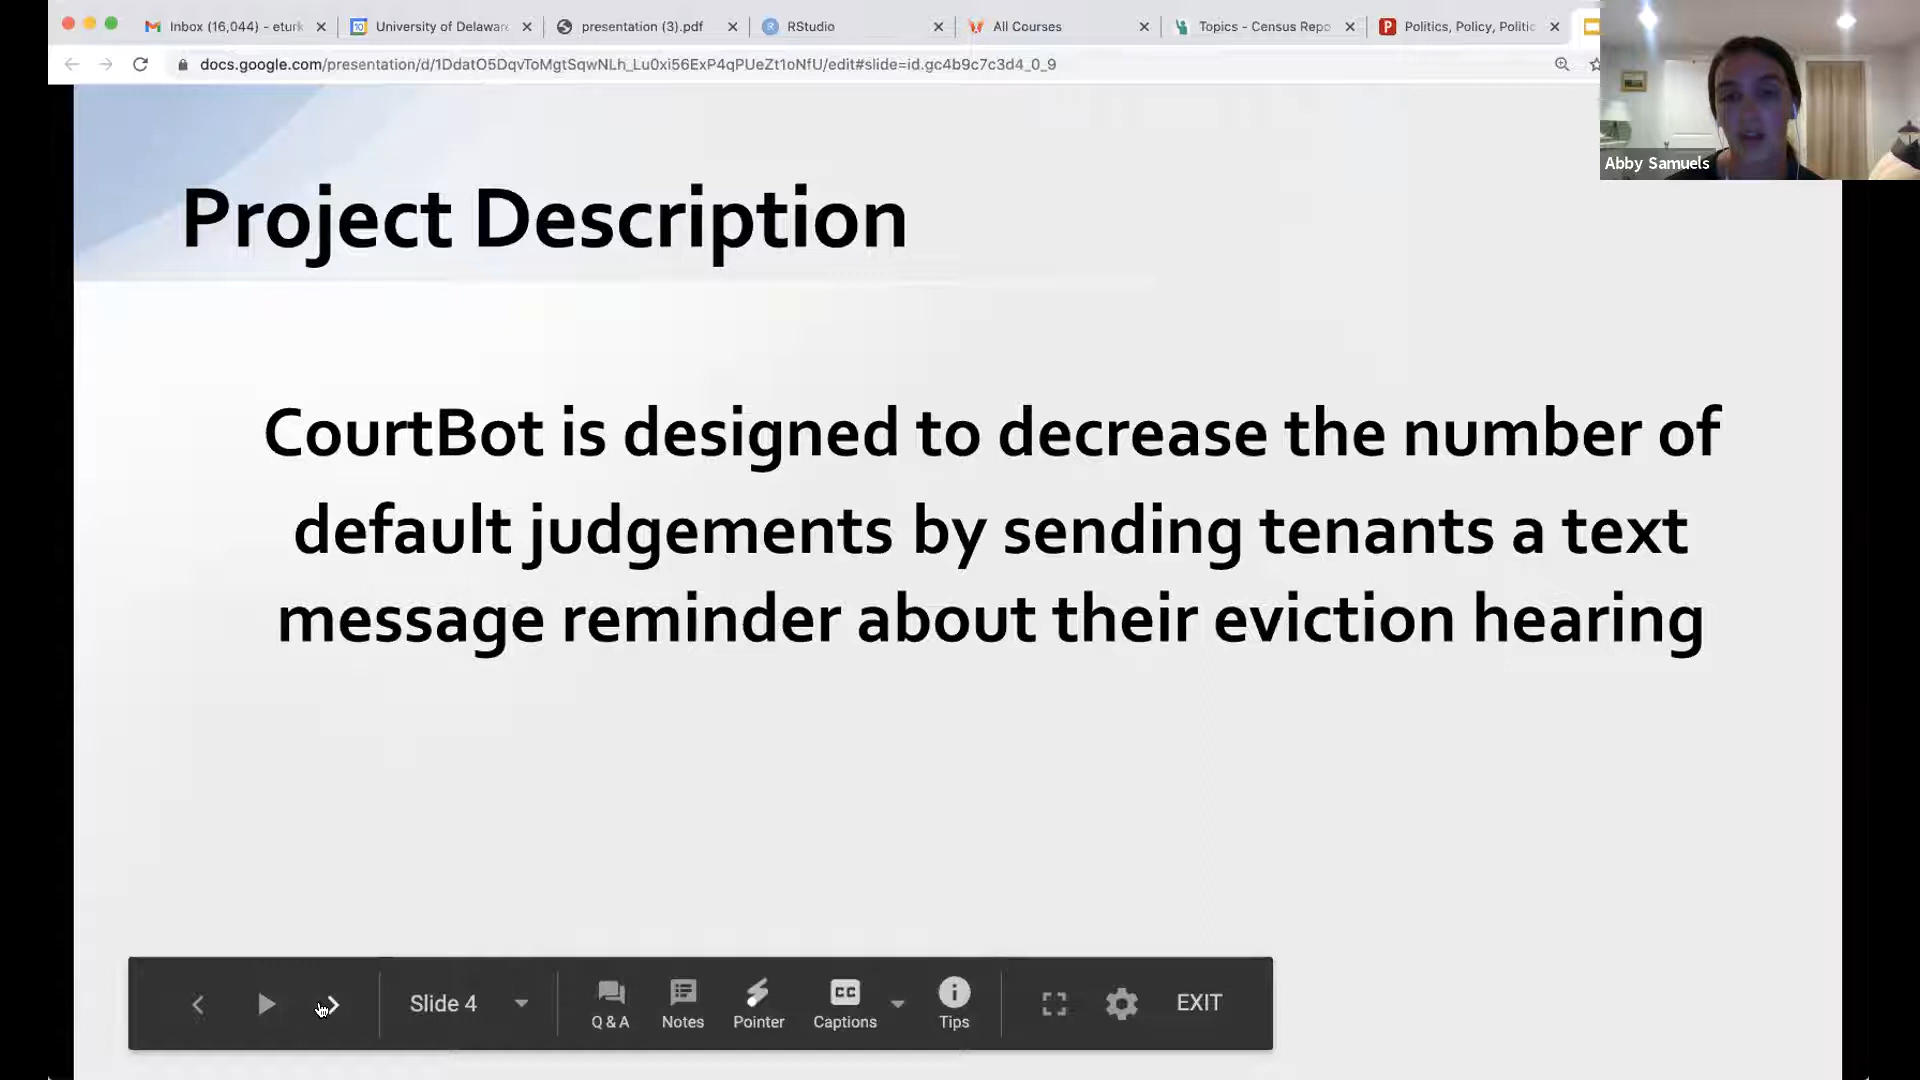 Inbox (16,044) - eturk
University of Delaware
presentation (3).pdf
RStudio
All Courses
Topics - Census Repo
Politics, Policy, Politic
docs.google.com/presentation/d/1DdatO5DqvToMgtSqwNLh_Lu0xi56ExP4qPUeZt1oNfU/edit#slide=id.gc4b9c7c3d4_0_9
Abby Samuels
Project Description
CourtBot is designed to decrease the number of
default judgements by sending tenants a text
message reminder about their eviction hearing
Slide 4
Q & A
Notes
Pointer
CC
Captions
Tips
EXIT